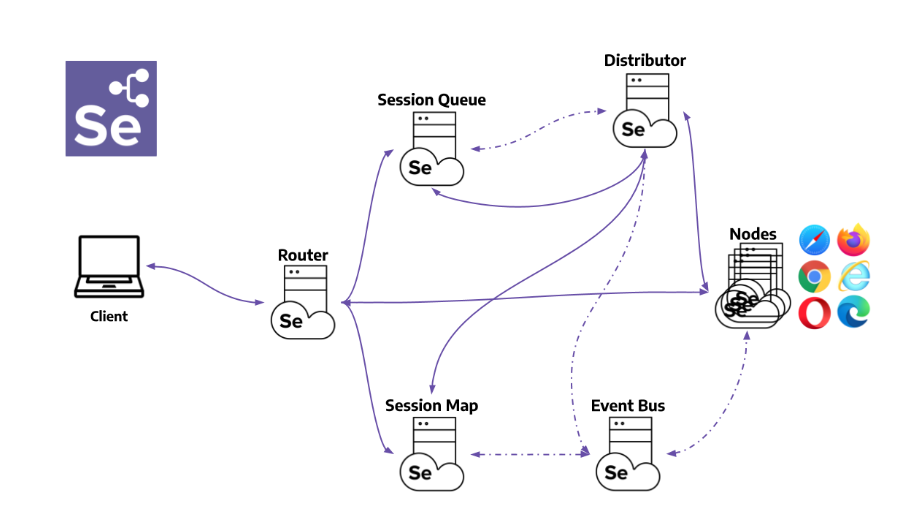 Distributor
Se
Session Queue
Se
Se
Nodes
Se
Se
Router
Se
Client
Session Map
Se
Event Bus
Se